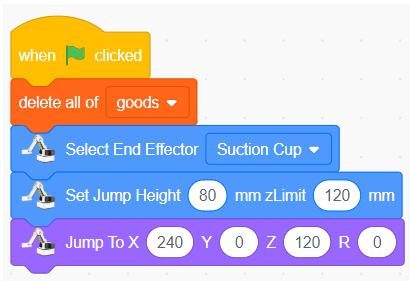 when clicked
delete all of goods
Select End Effector Suction Cup
Set Jump Height 80 mm zLimit 120 mm
Jump To X 240 Y 0 Z 120 R 0